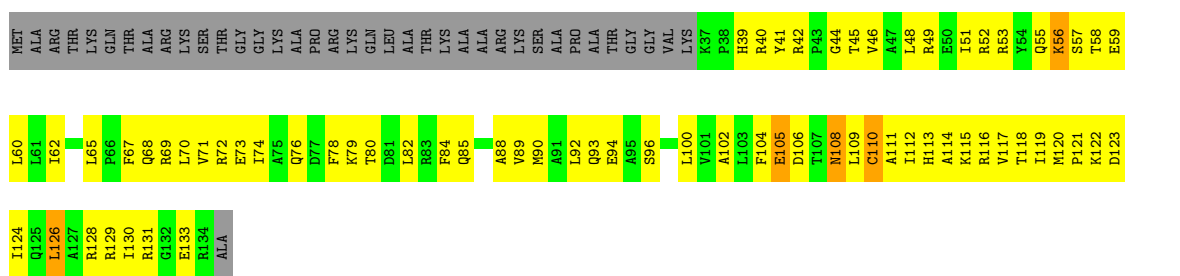 MET ALA ARG THR LYS GLN THR ALA ARG LYS SER THR GLY GLY LYS ALA PRO ARG LYS GLN LEU ALA THR LYS ALA ALA ARG LYS SER ALA PRO ALA THR GLY GLY VAL LYS K37 P38 H39 R40 Y41 R42 P43 G44 T45 V46 A47 L48 R49 E50 I51 R52 R53 Y54 Q55 K56 S57 T58 E59
L60 L61 I62 L65 P66 F67 Q68 R69 L70 V71 R72 E73 I74 A75 Q76 D77 F78 K79 T80 D81 L82 R83 F84 Q85 A88 V89 M90 A91 L92 Q93 E94 A95 S96 L100 V101 A102 L103 F104 E105 D106 T107 N108 L109 C110 A111 I112 H113 A114 K115 R116 V117 T118 I119 M120 P121 K122 D123
I124 Q125 L126 A127 R128 R129 I130 R131 G132 E133 R134 ALA